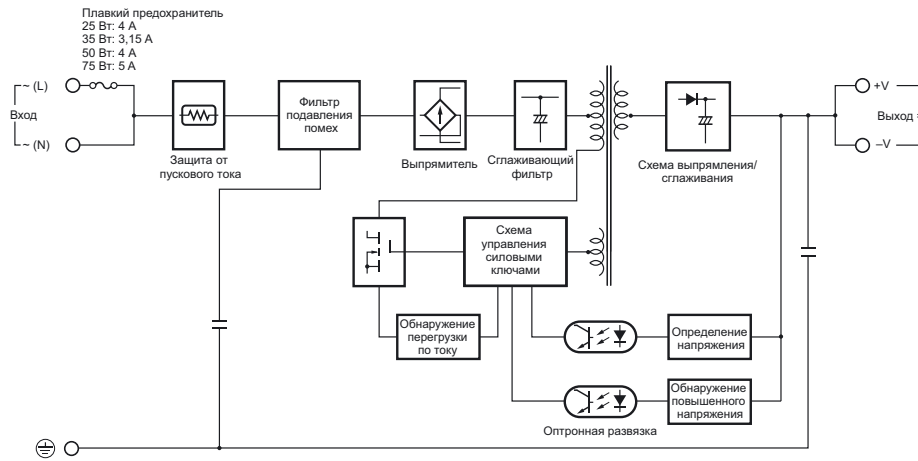 Плавкий предохранитель
25 Вт: 4 А
35 Вт: 3,15 А
50 Вт: 4 А
75 Вт: 5 А
~ (L)
Вход
~ (N)
Защита от
пускового тока
Фильтр
подавления
помех
Выпрямитель
Сглаживающий
фильтр
Схема выпрямления/
сглаживания
+V
Выход =
–V
Схема
управления
силовыми
ключами
Обнаружение
перегрузки
по току
Определение
напряжения
Обнаружение
повышенного
напряжения
Оптронная развязка